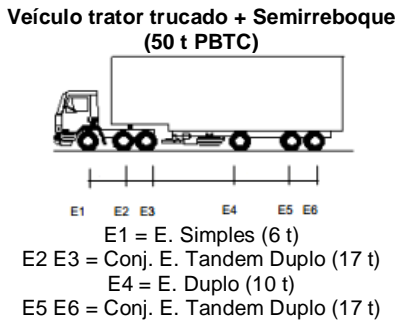 Veículo trator trucado + Semirreboque
(50 t PBTC)
E1 E2 E3 E4 E5 E6
E1 = E. Simples (6 t)
E2 E3 = Conj. E. Tandem Duplo (17 t)
E4 = E. Duplo (10 t)
E5 E6 = Conj. E. Tandem Duplo (17 t)